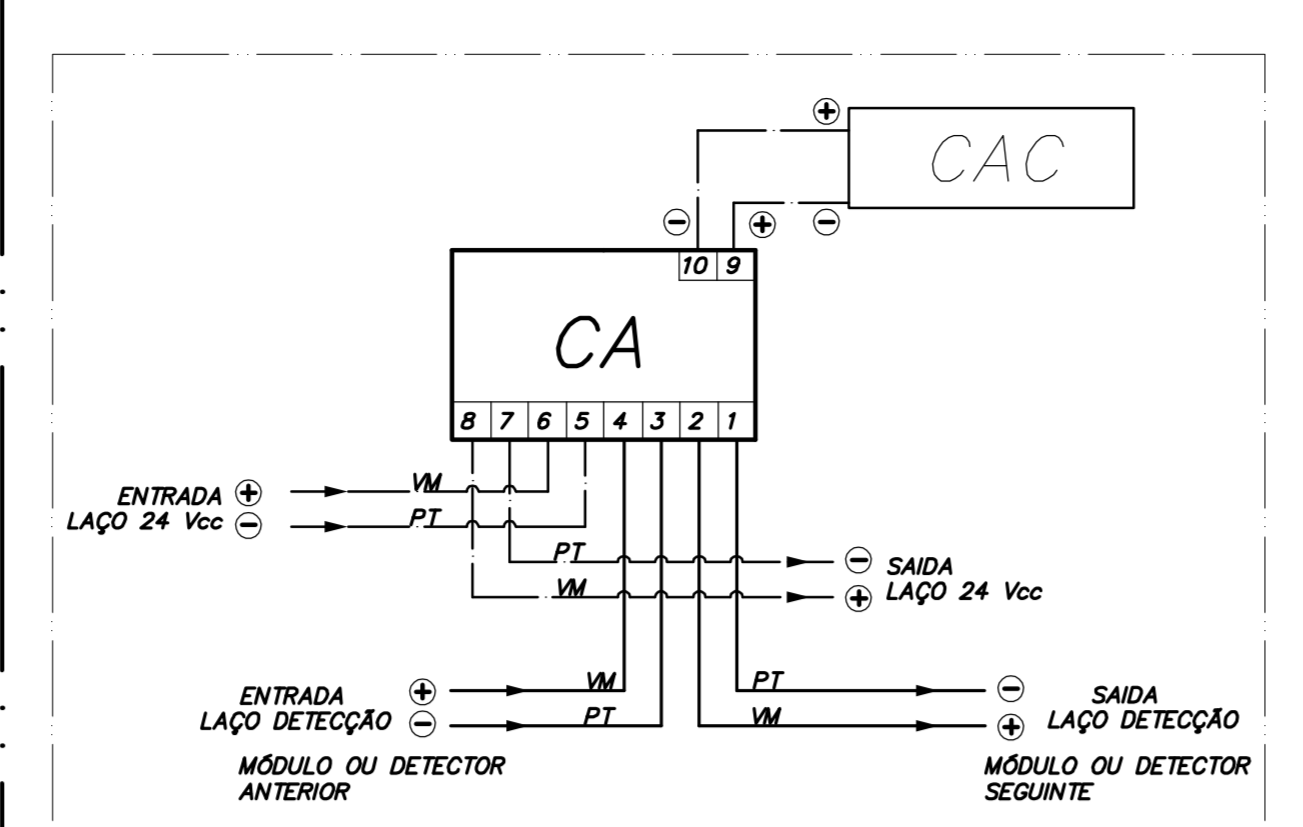 +
CAC
- + -
10 9
CA
8 7 6 5 4 3 2 1
ENTRADA +
LAÇO 24 Vcc -
VM
PT
PT
VM
- SAIDA
+ LAÇO 24 Vcc
ENTRADA +
LAÇO DETECÇÃO -
MÓDULO OU DETECTOR
ANTERIOR
VM
PT
PT
VM
- SAIDA
+ LAÇO DETECÇÃO
MÓDULO OU DETECTOR
SEGUINTE